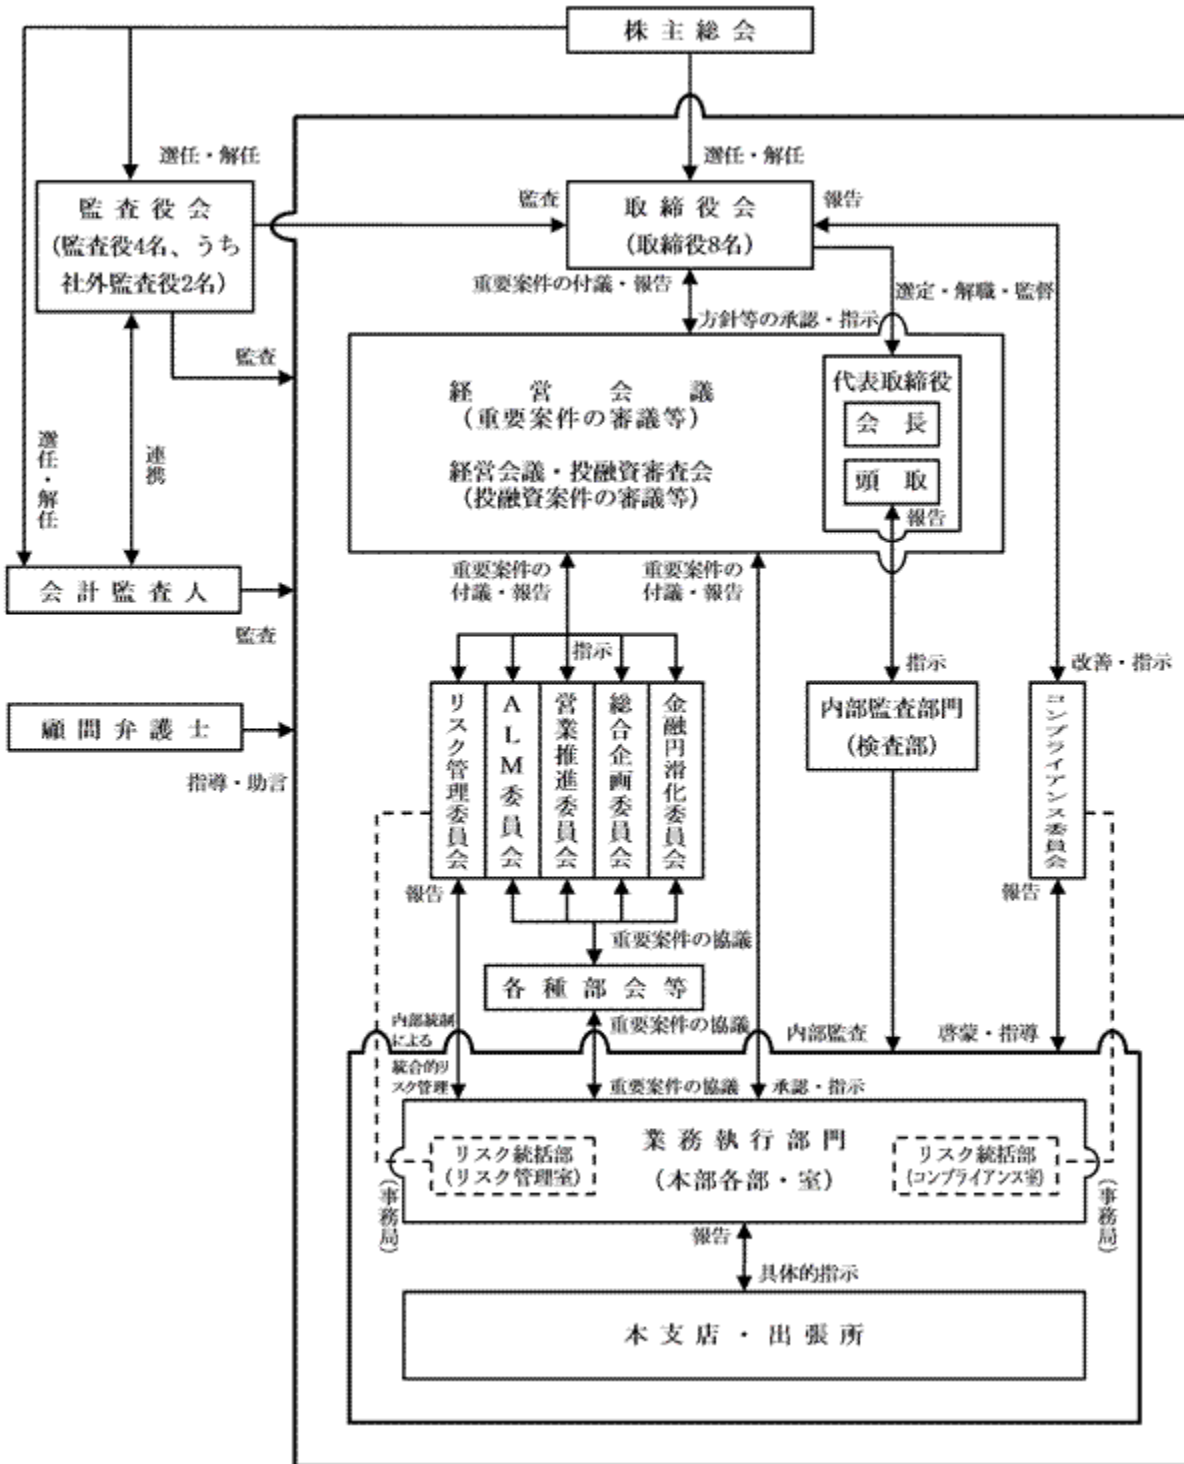 株主総会
選任・解任
選任・解任
監査役会
(監査役4名、うち
社外監査役2名)
監査
取締役会
(取締役8名)
報告
重要案件の付議・報告
選定・解職・監督
方針等の承認・指示
監査
経営会議
(重要案件の審議等)
経営会議・投融資審査会
(投融資案件の審議等)
代表取締役
会長
頭取
報告
選任・解任
連携
会計監査人
監査
重要案件の
付議・報告
重要案件の
付議・報告
指示
指示
改善・指示
顧問弁護士
指導・助言
リスク管理委員会
ALM委員会
営業推進委員会
総合企画委員会
金融円滑化委員会
内部監査部門
(検査部)
コンプライアンス委員会
報告
報告
重要案件の協議
各種部会等
内部統制
による
統合的リ
スク管理
重要案件の協議
内部監査
啓蒙・指導
重要案件の協議
承認・指示
業務執行部門
(本部各部・室)
リスク統括部
(リスク管理室)
リスク統括部
(コンプライアンス室)
(事務局)
(事務局)
報告
具体的指示
本支店・出張所